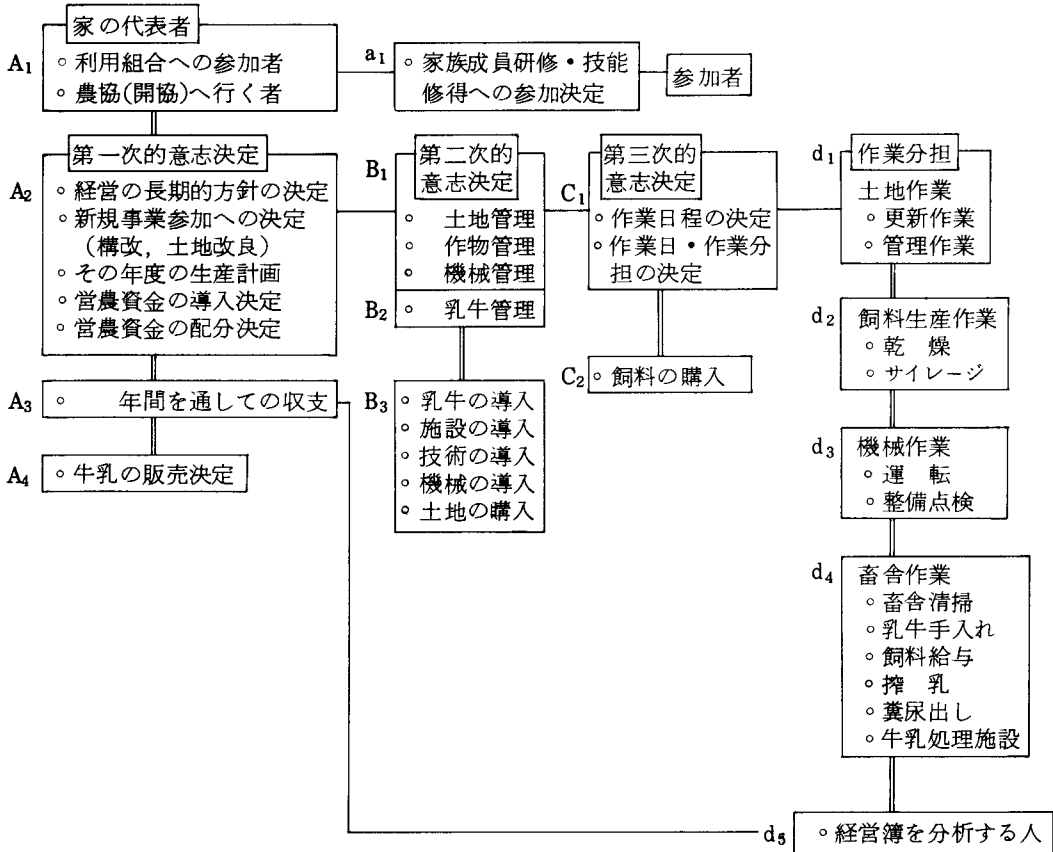 家の代表者
A₁
○ 利用組合への参加者
○ 農協(開協)へ行く者
a₁
○ 家族成員研修・技能
修得への参加決定
参加者
第一次的意志決定
A₂
○ 経営の長期的方針の決定
○ 新規事業参加への決定
（構改，土地改良）
○ その年度の生産計画
○ 営農資金の導入決定
○ 営農資金の配分決定
B₁
第二次的
意志決定
○ 土地管理
○ 作物管理
○ 機械管理
B₂
○ 乳牛管理
C₁
第三次的
意志決定
○ 作業日程の決定
○ 作業日・作業分
担の決定
d₁
作業分担
土地作業
○ 更新作業
○ 管理作業
d₂
飼料生産作業
○ 乾　燥
○ サイレージ
C₂
○ 飼料の購入
A₃
○ 年間を通しての収支
B₃
○ 乳牛の導入
○ 施設の導入
○ 技術の導入
○ 機械の導入
○ 土地の購入
A₄
○ 牛乳の販売決定
d₃
機械作業
○ 運　転
○ 整備点検
d₄
畜舎作業
○ 畜舎清掃
○ 乳牛手入れ
○ 飼料給与
○ 搾　乳
○ 糞尿出し
○ 牛乳処理施設
d₅
○ 経営簿を分析する人